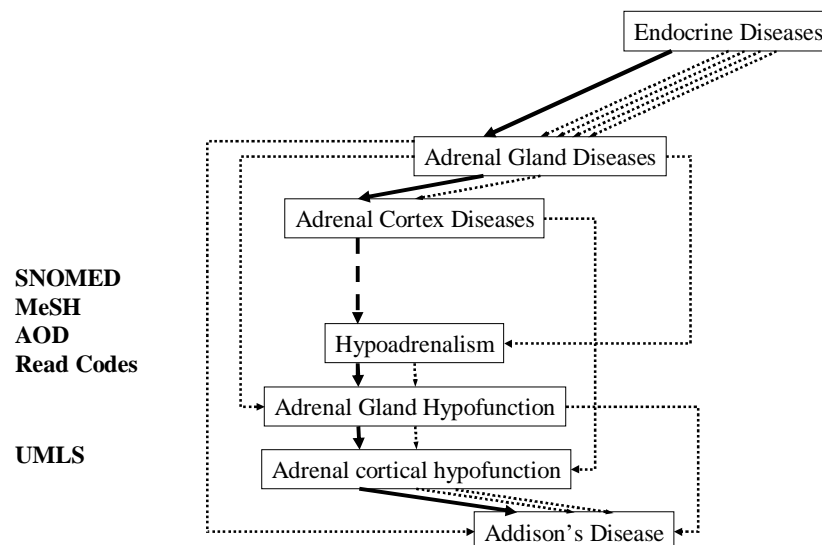 Endocrine Diseases
Adrenal Gland Diseases
Adrenal Cortex Diseases
SNOMED
MeSH
AOD
Read Codes
Hypoadrenalism
Adrenal Gland Hypofunction
UMLS
Adrenal cortical hypofunction
Addison’s Disease